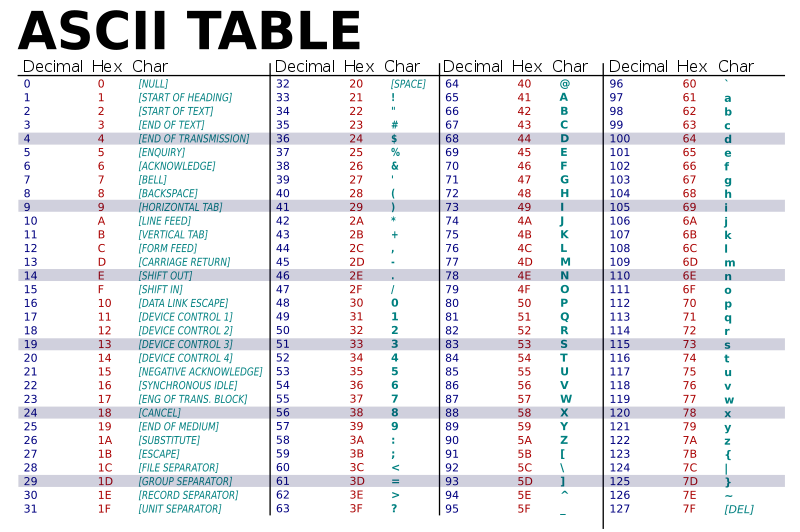 ASCII TABLE
Decimal Hex Char Decimal Hex Char Decimal Hex Char Decimal Hex Char
0 0 [NULL] 32 20 [SPACE] 64 40 @ 96 60 `
1 1 [START OF HEADING] 33 21 ! 65 41 A 97 61 a
2 2 [START OF TEXT] 34 22 " 66 42 B 98 62 b
3 3 [END OF TEXT] 35 23 # 67 43 C 99 63 c
4 4 [END OF TRANSMISSION] 36 24 $ 68 44 D 100 64 d
5 5 [ENQUIRY] 37 25 % 69 45 E 101 65 e
6 6 [ACKNOWLEDGE] 38 26 & 70 46 F 102 66 f
7 7 [BELL] 39 27 ' 71 47 G 103 67 g
8 8 [BACKSPACE] 40 28 ( 72 48 H 104 68 h
9 9 [HORIZONTAL TAB] 41 29 ) 73 49 I 105 69 i
10 A [LINE FEED] 42 2A * 74 4A J 106 6A j
11 B [VERTICAL TAB] 43 2B + 75 4B K 107 6B k
12 C [FORM FEED] 44 2C , 76 4C L 108 6C l
13 D [CARRIAGE RETURN] 45 2D - 77 4D M 109 6D m
14 E [SHIFT OUT] 46 2E . 78 4E N 110 6E n
15 F [SHIFT IN] 47 2F / 79 4F O 111 6F o
16 10 [DATA LINK ESCAPE] 48 30 0 80 50 P 112 70 p
17 11 [DEVICE CONTROL 1] 49 31 1 81 51 Q 113 71 q
18 12 [DEVICE CONTROL 2] 50 32 2 82 52 R 114 72 r
19 13 [DEVICE CONTROL 3] 51 33 3 83 53 S 115 73 s
20 14 [DEVICE CONTROL 4] 52 34 4 84 54 T 116 74 t
21 15 [NEGATIVE ACKNOWLEDGE] 53 35 5 85 55 U 117 75 u
22 16 [SYNCHRONOUS IDLE] 54 36 6 86 56 V 118 76 v
23 17 [ENG OF TRANS. BLOCK] 55 37 7 87 57 W 119 77 w
24 18 [CANCEL] 56 38 8 88 58 X 120 78 x
25 19 [END OF MEDIUM] 57 39 9 89 59 Y 121 79 y
26 1A [SUBSTITUTE] 58 3A : 90 5A Z 122 7A z
27 1B [ESCAPE] 59 3B ; 91 5B [ 123 7B {
28 1C [FILE SEPARATOR] 60 3C < 92 5C \ 124 7C |
29 1D [GROUP SEPARATOR] 61 3D = 93 5D ] 125 7D }
30 1E [RECORD SEPARATOR] 62 3E > 94 5E ^ 126 7E ~
31 1F [UNIT SEPARATOR] 63 3F ? 95 5F _ 127 7F [DEL]